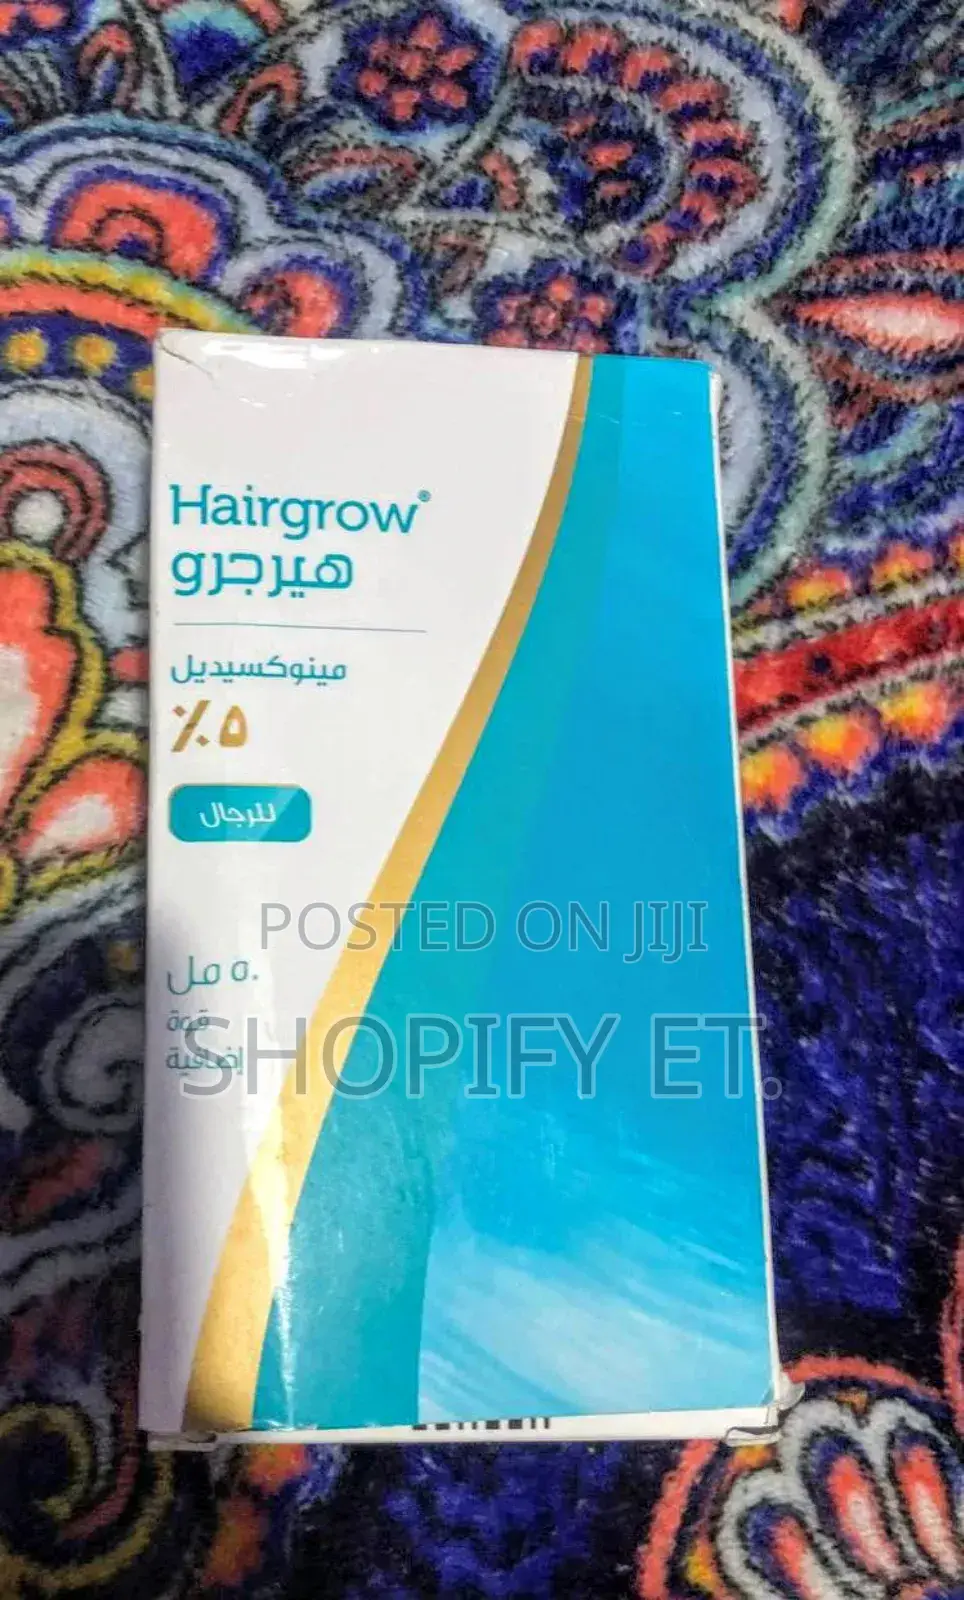 Hairgrow®
هيرجرو
مينوكسيديل
٥٪
للرجال
POSTED ON JIJI
٥٠ مل
قوة
SHOPIFY ET.
إضافية